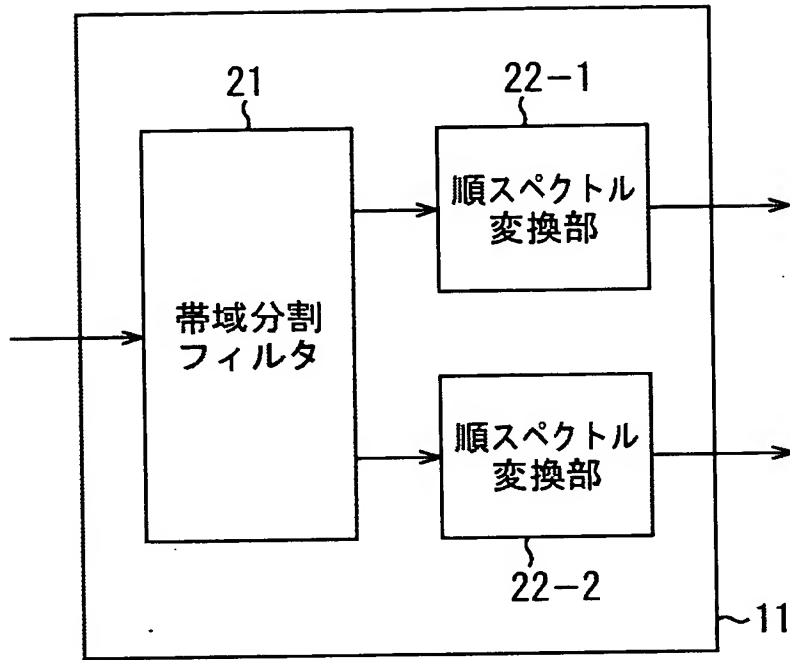 21
22-1
順スペクトル
変換部
帯域分割
フィルタ
順スペクトル
変換部
22-2
11